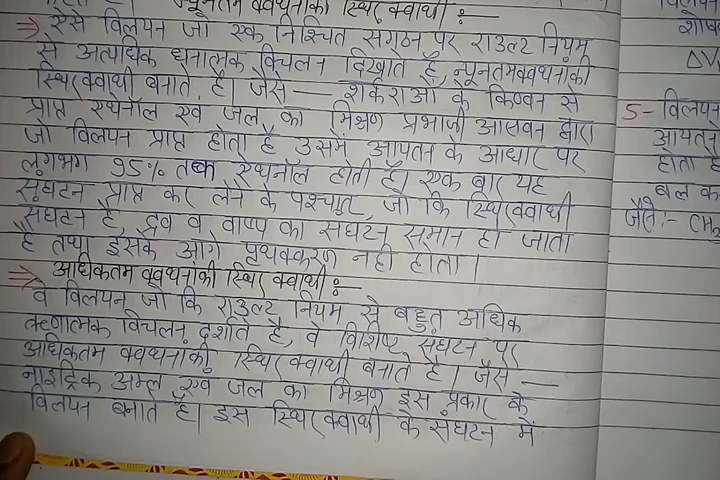 न्यूनतम क्वथनांकी स्थिर क्वाथी :—
⇒ ऐसे विलयन जो एक निश्चित संगठन पर राउल्ट नियम
से अत्यधिक धनात्मक विचलन दिखाते है, न्यूनतमक्वथनांकी
स्थिरक्वाथी बनाते है। जैसे — शर्कराओं के किण्वन से
प्राप्त एथेनॉल एवं जल का मिश्रण प्रभाजी आसवन द्वारा
जो विलयन प्राप्त होता है उसमें आयतन के आधार पर
लगभग 95% तक एथेनॉल होती है। एक बार यह
संघटन प्राप्त कर लेने के पश्चात्, जो कि स्थिरक्वाथी
संघटन है, द्रव व वाष्प का संघटन समान हो जाता
है तथा इसके आगे पृथक्करण नही होता।
⇒ अधिकतम क्वथनांकी स्थिर क्वाथी :—
वे विलयन जो कि राउल्ट नियम से बहुत अधिक
ऋणात्मक विचलन दर्शाते है, वे विशिष्ट संघटन पर
अधिकतम क्वथनांकी स्थिरक्वाथी बनाते है। जैसे —
नाइट्रिक अम्ल एवं जल का मिश्रण इस प्रकार के
विलयन बनाते है। इस स्थिरक्वाथी के संघटन में
ΔV
5- विलयन
आयतन
होता है
बल क
जैसे:- CH₃